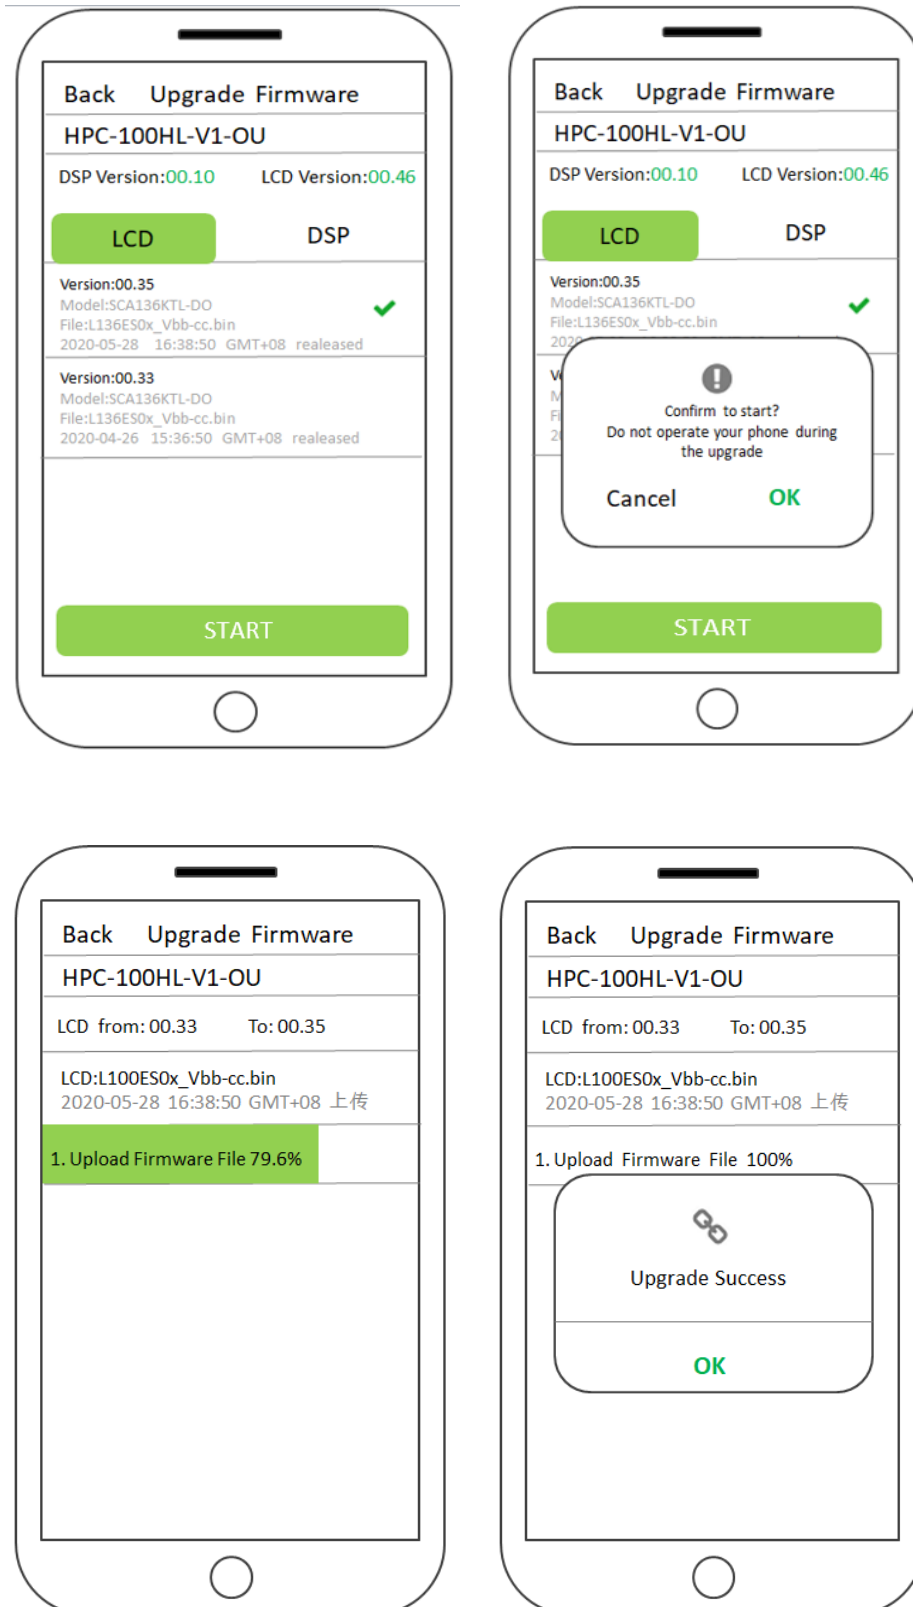 Back Upgrade Firmware
HPC-100HL-V1-OU
DSP Version:00.10 LCD Version:00.46
LCD DSP
Version:00.35
Model:SCA136KTL-DO
File:L136ES0x_Vbb-cc.bin
2020-05-28 16:38:50 GMT+08 realeased
Version:00.33
Model:SCA136KTL-DO
File:L136ES0x_Vbb-cc.bin
2020-04-26 15:36:50 GMT+08 realeased
START
Back Upgrade Firmware
HPC-100HL-V1-OU
DSP Version:00.10 LCD Version:00.46
LCD DSP
Version:00.35
Model:SCA136KTL-DO
File:L136ES0x_Vbb-cc.bin
Confirm to start?
Do not operate your phone during
the upgrade
Cancel OK
START
Back Upgrade Firmware
HPC-100HL-V1-OU
LCD from: 00.33 To: 00.35
LCD:L100ES0x_Vbb-cc.bin
2020-05-28 16:38:50 GMT+08 上传
1. Upload Firmware File 79.6%
Back Upgrade Firmware
HPC-100HL-V1-OU
LCD from: 00.33 To: 00.35
LCD:L100ES0x_Vbb-cc.bin
2020-05-28 16:38:50 GMT+08 上传
1. Upload Firmware File 100%
Upgrade Success
OK